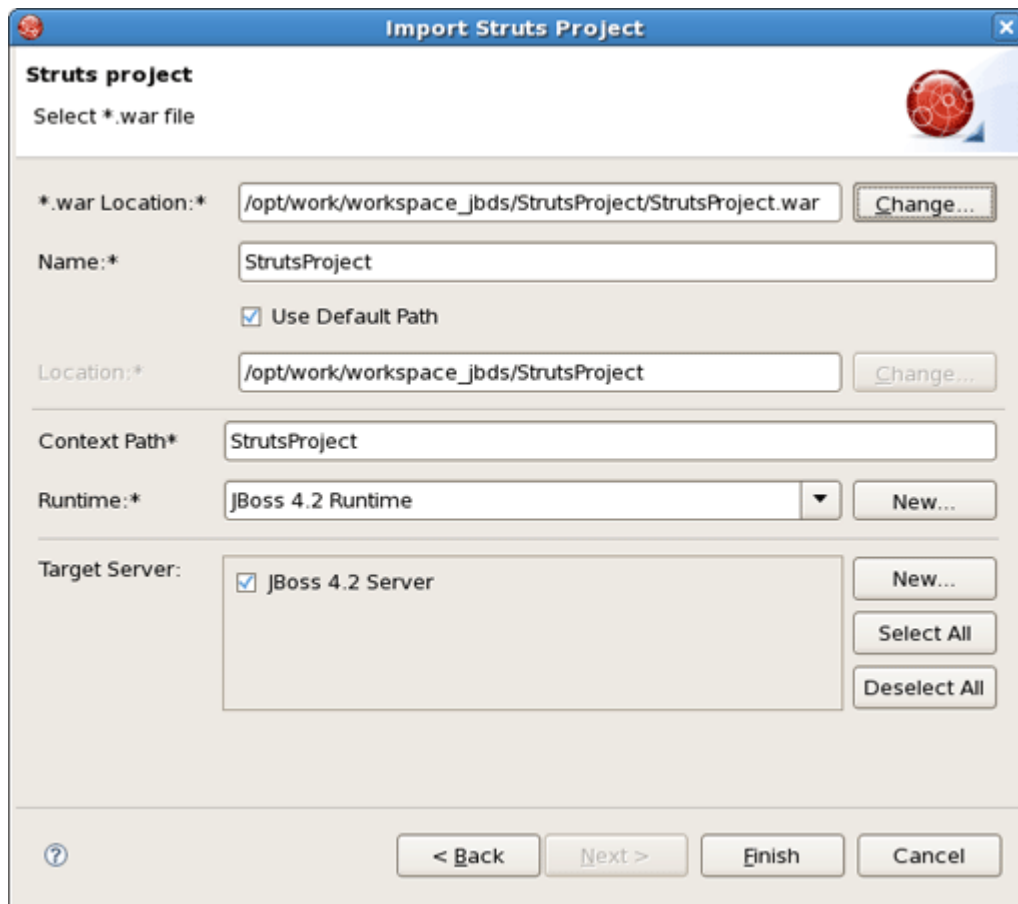 Import Struts Project
Struts project
Select *.war file
*.war Location:* /opt/work/workspace_jbds/StrutsProject/StrutsProject.war Change...
Name:* StrutsProject
Use Default Path
Location:* /opt/work/workspace_jbds/StrutsProject Change...
Context Path* StrutsProject
Runtime:* JBoss 4.2 Runtime New...
Target Server: JBoss 4.2 Server New...
Select All
Deselect All
? < Back Next > Finish Cancel